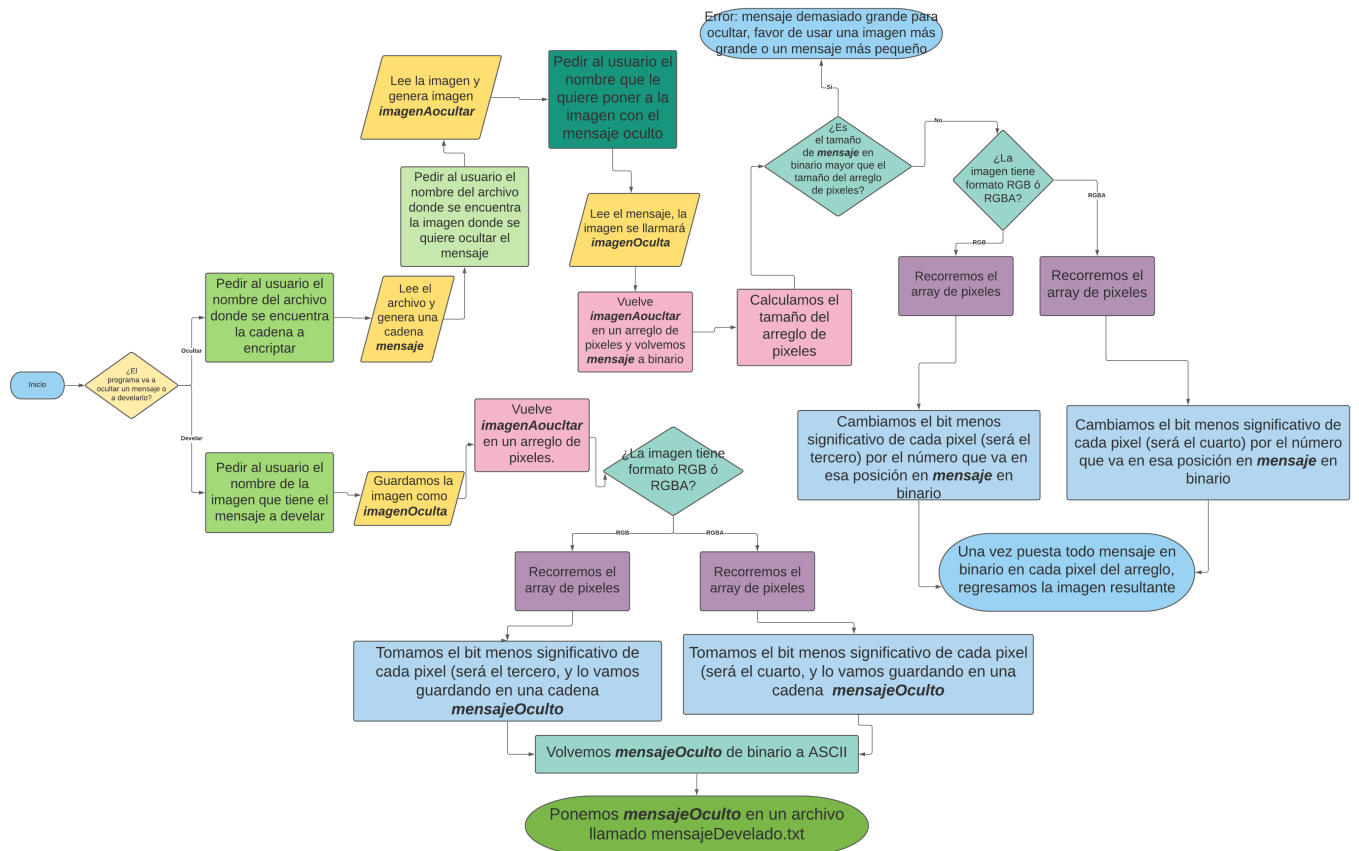 Inicio
¿El
programa va a
ocultar un mensaje o
a develarlo?
Ocultar
Pedir al usuario el
nombre del archivo
donde se encuentra
la cadena a
encriptar
Lee el
archivo y
genera una
cadena
mensaje
Pedir al usuario el
nombre del archivo
donde se encuentra
la imagen donde se
quiere ocultar el
mensaje
Lee la imagen y
genera imagen
imagenAocultar
Pedir al usuario el
nombre que le
quiere poner a la
imagen con el
mensaje oculto
Lee el mensaje, la
imagen se llarmará
imagenOculta
Vuelve
imagenAoucltar
en un arreglo de
pixeles y volvemos
mensaje a binario
Calculamos el
tamaño del
arreglo de
pixeles
¿Es
el tamaño
de mensaje en
binario mayor que el
tamaño del arreglo
de pixeles?
Si
Error: mensaje demasiado grande para
ocultar, favor de usar una imagen más
grande o un mensaje más pequeño
No
¿La
imagen tiene
formato RGB ó
RGBA?
RGB
RGBA
Recorremos el
array de pixeles
Recorremos el
array de pixeles
Cambiamos el bit menos
significativo de cada pixel (será el
tercero) por el número que va en
esa posición en mensaje en
binario
Cambiamos el bit menos significativo de
cada pixel (será el cuarto) por el número
que va en esa posición en mensaje en
binario
Una vez puesta todo mensaje en
binario en cada pixel del arreglo,
regresamos la imagen resultante
Develar
Pedir al usuario el
nombre de la
imagen que tiene el
mensaje a develar
Guardamos la
imagen como
imagenOculta
Vuelve
imagenAoucltar
en un arreglo de
pixeles.
¿La imagen tiene
formato RGB ó
RGBA?
RGB
RGBA
Recorremos el
array de pixeles
Recorremos el
array de pixeles
Tomamos el bit menos significativo de
cada pixel (será el tercero, y lo vamos
guardando en una cadena
mensajeOculto
Tomamos el bit menos significativo de cada pixel
(será el cuarto, y lo vamos guardando en una
cadena mensajeOculto
Volvemos mensajeOculto de binario a ASCII
Ponemos mensajeOculto en un archivo
llamado mensajeDevelado.txt